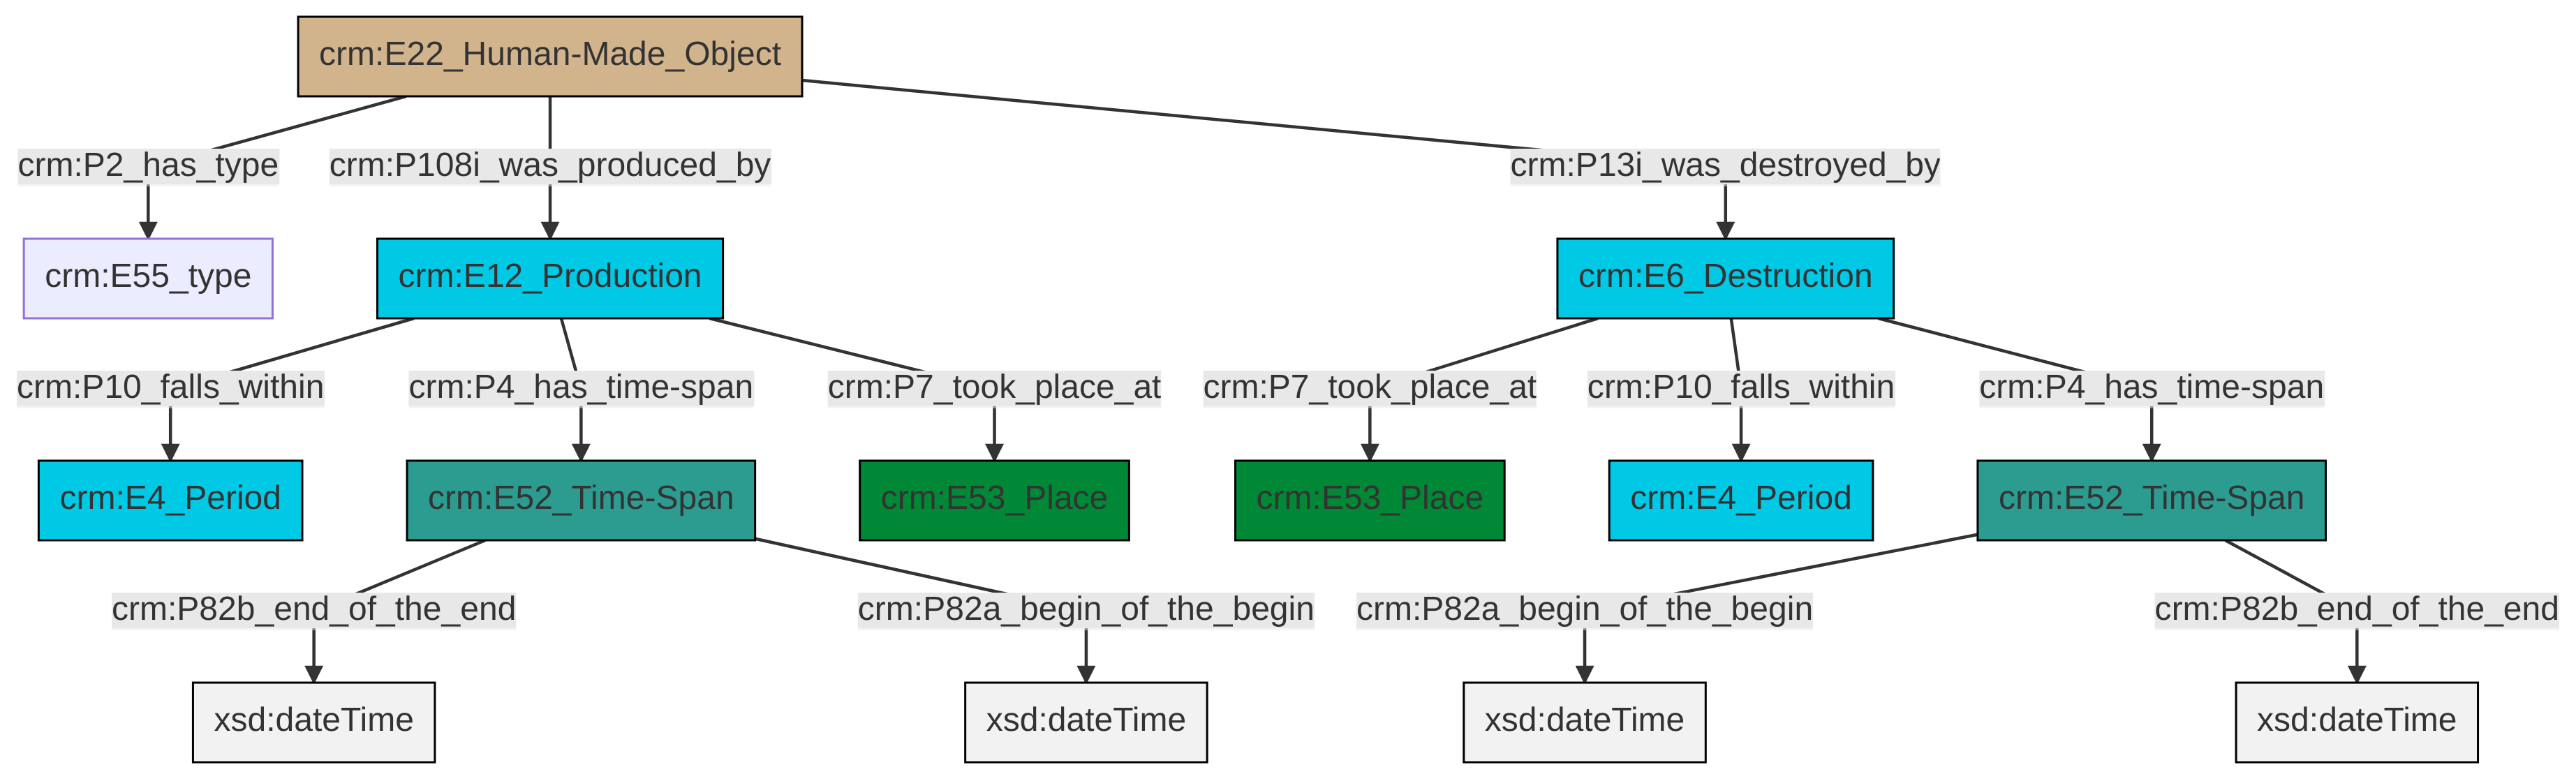 crm:E22_Human-Made_Object
crm:P2_has_type
crm:P108i_was_produced_by
crm:P13i_was_destroyed_by
crm:E55_type
crm:E12_Production
crm:E6_Destruction
crm:P10_falls_within
crm:P4_has_time-span
crm:P7_took_place_at
crm:P7_took_place_at
crm:P10_falls_within
crm:P4_has_time-span
crm:E4_Period
crm:E52_Time-Span
crm:E53_Place
crm:E53_Place
crm:E4_Period
crm:E52_Time-Span
crm:P82b_end_of_the_end
crm:P82a_begin_of_the_begin
crm:P82a_begin_of_the_begin
crm:P82b_end_of_the_end
xsd:dateTime
xsd:dateTime
xsd:dateTime
xsd:dateTime